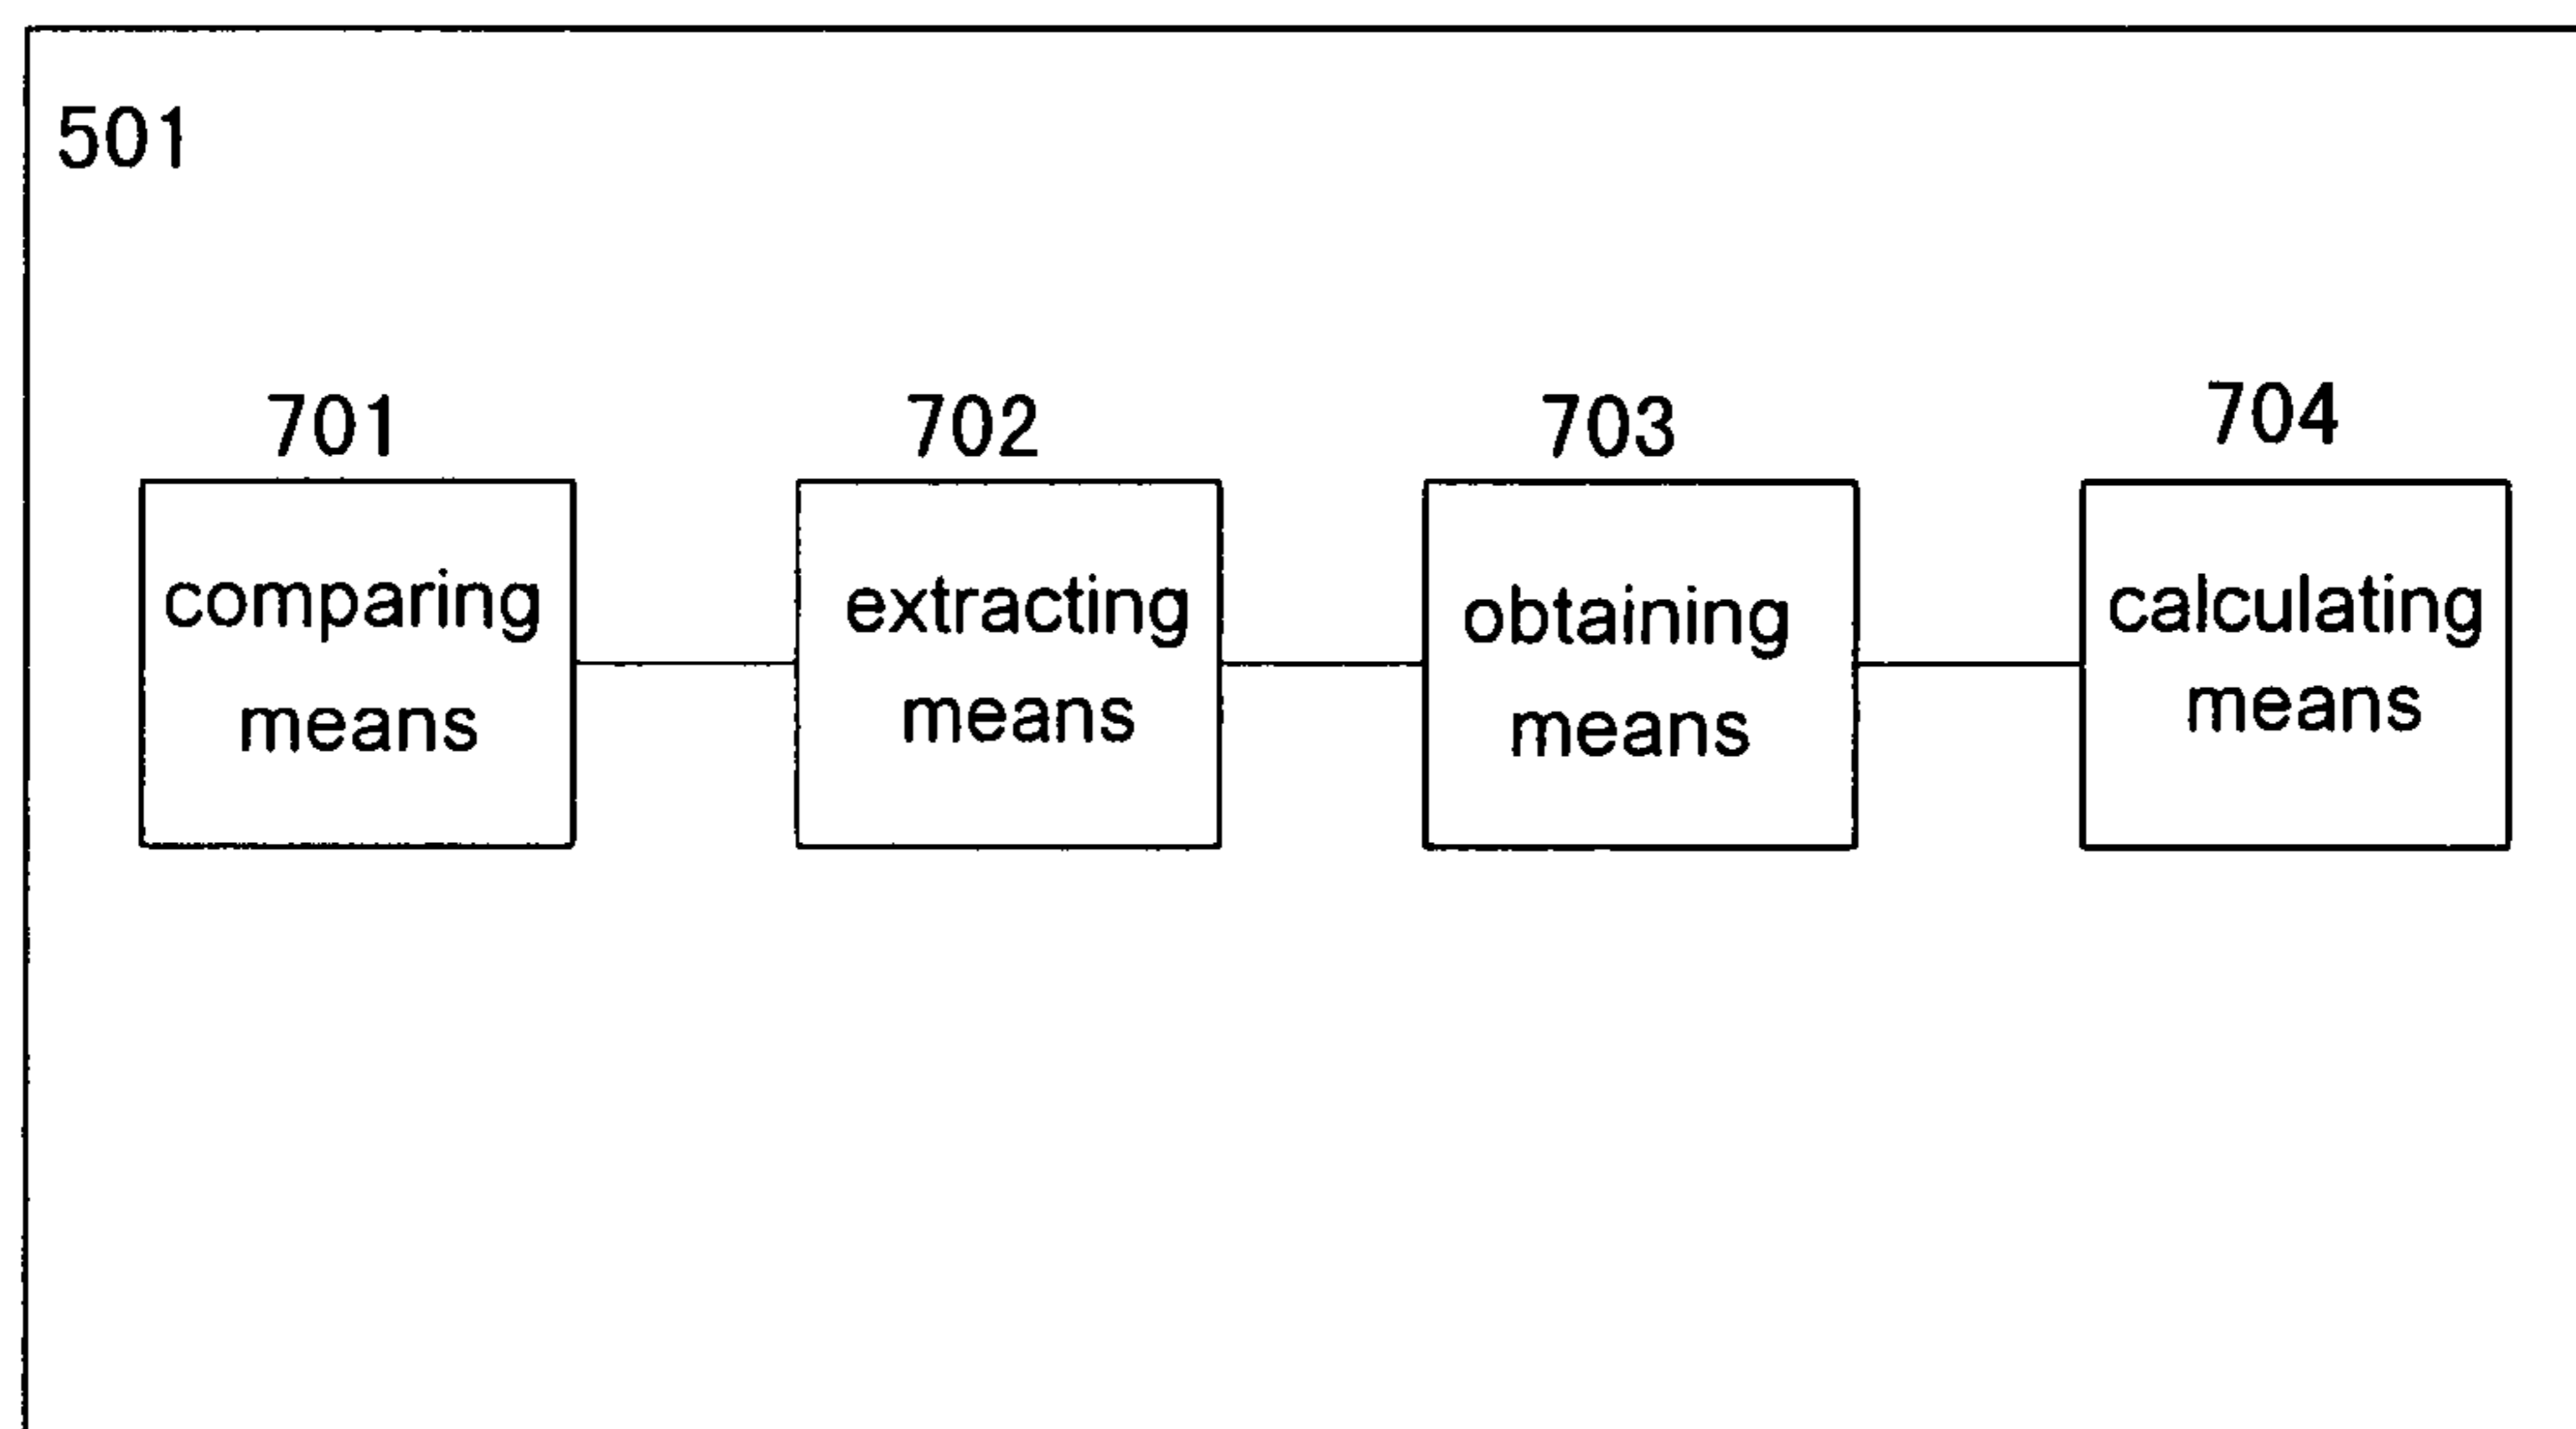 501
701
702
703
704
comparing
means
extracting
means
obtaining
means
calculating
means